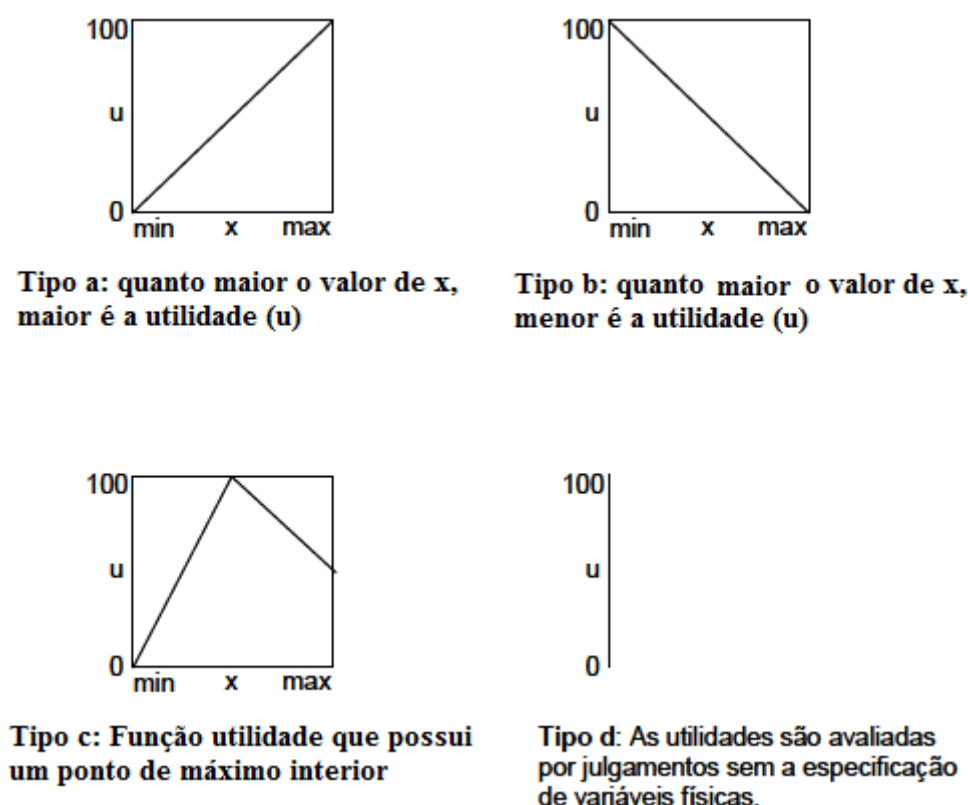 100
u
0
min x max
Tipo a: quanto maior o valor de x,
maior é a utilidade (u)
100
u
0
min x max
Tipo b: quanto maior o valor de x,
menor é a utilidade (u)
100
u
0
min x max
Tipo c: Função utilidade que possui
um ponto de máximo interior
100
u
0
Tipo d: As utilidades são avaliadas
por julgamentos sem a especificação
de variáveis físicas.